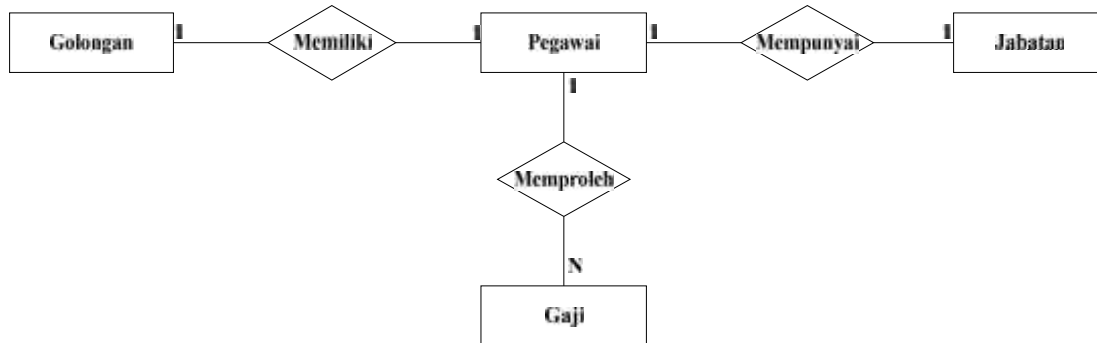 1 1 1 1
Golongan Memiliki Pegawai Mempunyai Jabatan
1
Memproleh
N
Gaji